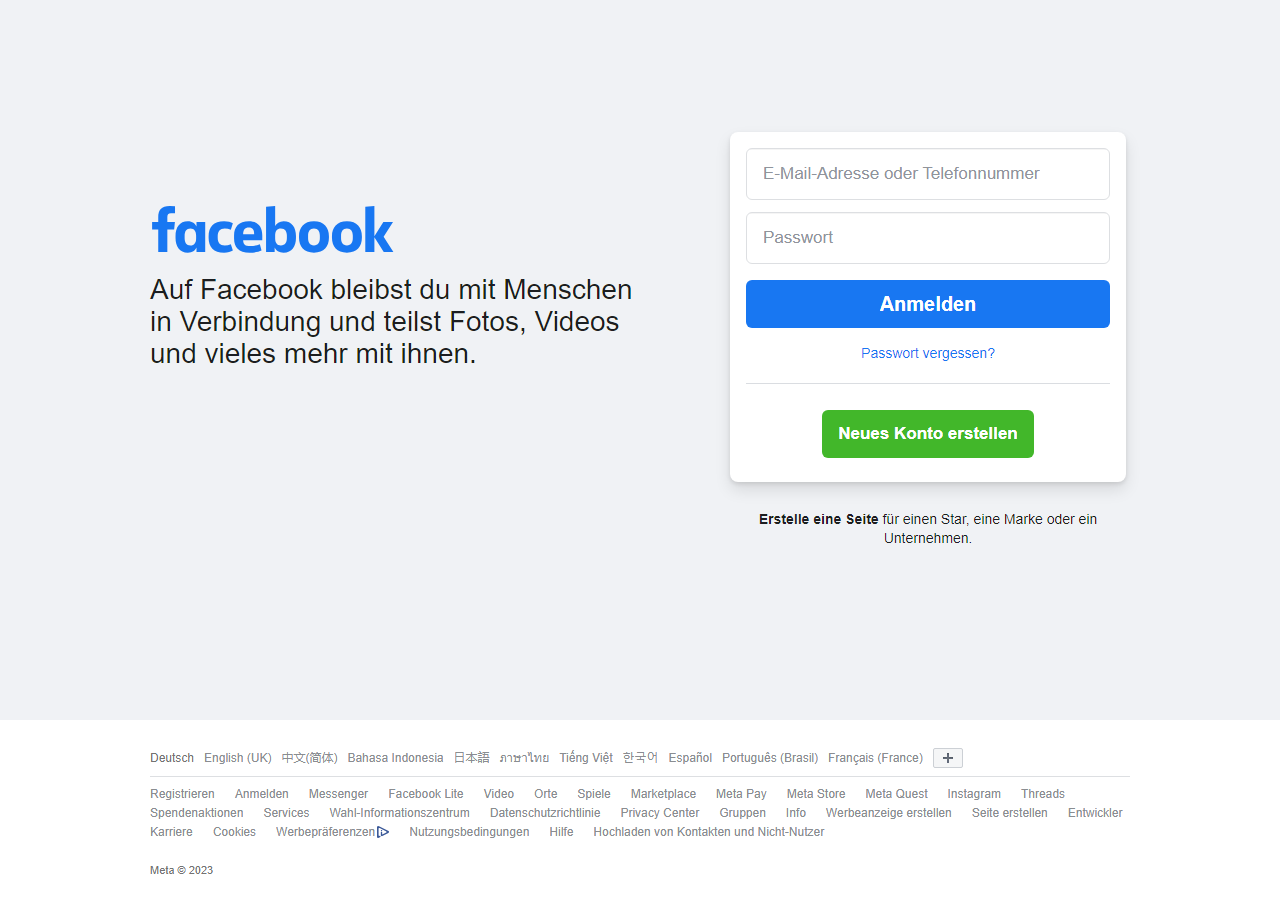 facebook
Auf Facebook bleibst du mit Menschen
in Verbindung und teilst Fotos, Videos
und vieles mehr mit ihnen.
E-Mail-Adresse oder Telefonnummer
Passwort
Anmelden
Passwort vergessen?
Neues Konto erstellen
Erstelle eine Seite für einen Star, eine Marke oder ein
Unternehmen.
Deutsch English (UK) 中文(简体) Bahasa Indonesia 日本語 ภาษาไทย Tiếng Việt 한국어 Español Português (Brasil) Français (France)
Registrieren Anmelden Messenger Facebook Lite Video Orte Spiele Marketplace Meta Pay Meta Store Meta Quest Instagram Threads
Spendenaktionen Services Wahl-Informationszentrum Datenschutzrichtlinie Privacy Center Gruppen Info Werbeanzeige erstellen Seite erstellen Entwickler
Karriere Cookies Werbepräferenzen Nutzungsbedingungen Hilfe Hochladen von Kontakten und Nicht-Nutzer
Meta © 2023